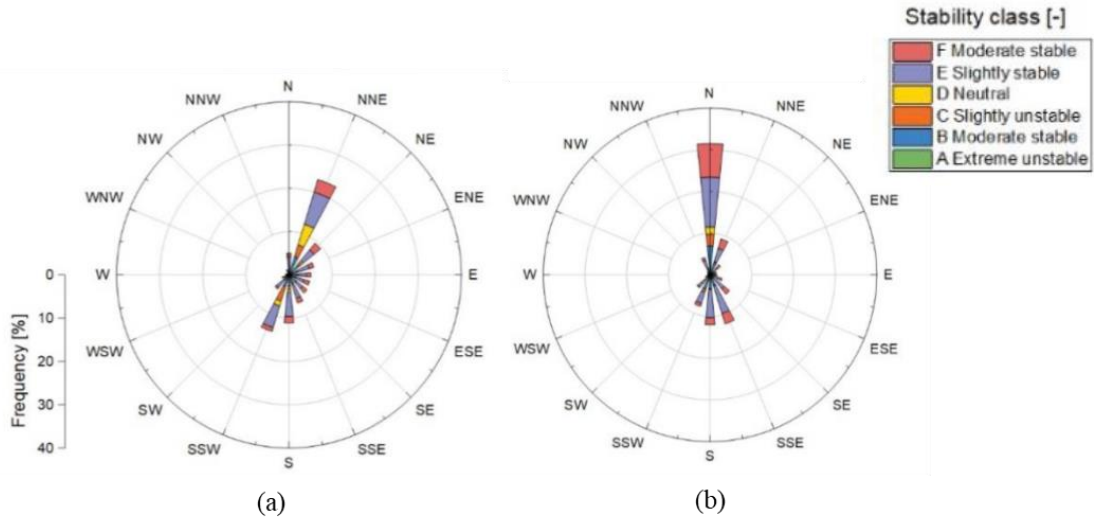 Stability class [-]
F Moderate stable
E Slightly stable
D Neutral
C Slightly unstable
B Moderate stable
A Extreme unstable
N
NNW
NNE
NW
NE
WNW
ENE
W
E
WSW
ESE
SW
SE
SSW
SSE
S
0
10
20
30
40
Frequency [%]
(a)
N
NNW
NNE
NW
NE
WNW
ENE
W
E
WSW
ESE
SW
SE
SSW
SSE
S
(b)